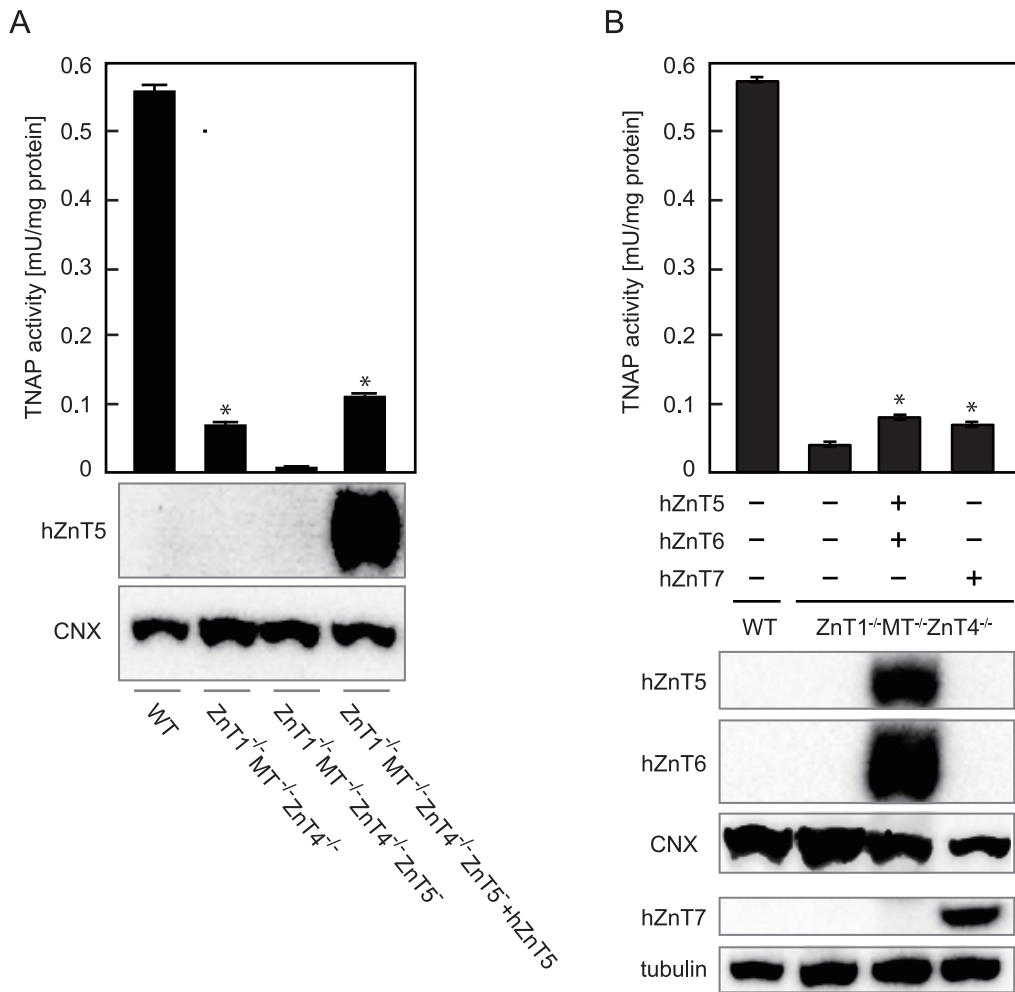 A
TNAP activity [mU/mg protein]
0.6
0.5
0.4
0.3
0.2
0.1
0
*
*
hZnT5
CNX
WT
ZnT1-/-MT-/-ZnT4-/-
ZnT1-/-MT-/-ZnT4-/-ZnT5-
ZnT1-/-MT-/-ZnT4-/-ZnT5-+hZnT5
B
TNAP activity [mU/mg protein]
0.6
0.5
0.4
0.3
0.2
0.1
0
*
*
hZnT5 – – + –
hZnT6 – – + –
hZnT7 – – – +
WT ZnT1-/-MT-/-ZnT4-/-
hZnT5
hZnT6
CNX
hZnT7
tubulin